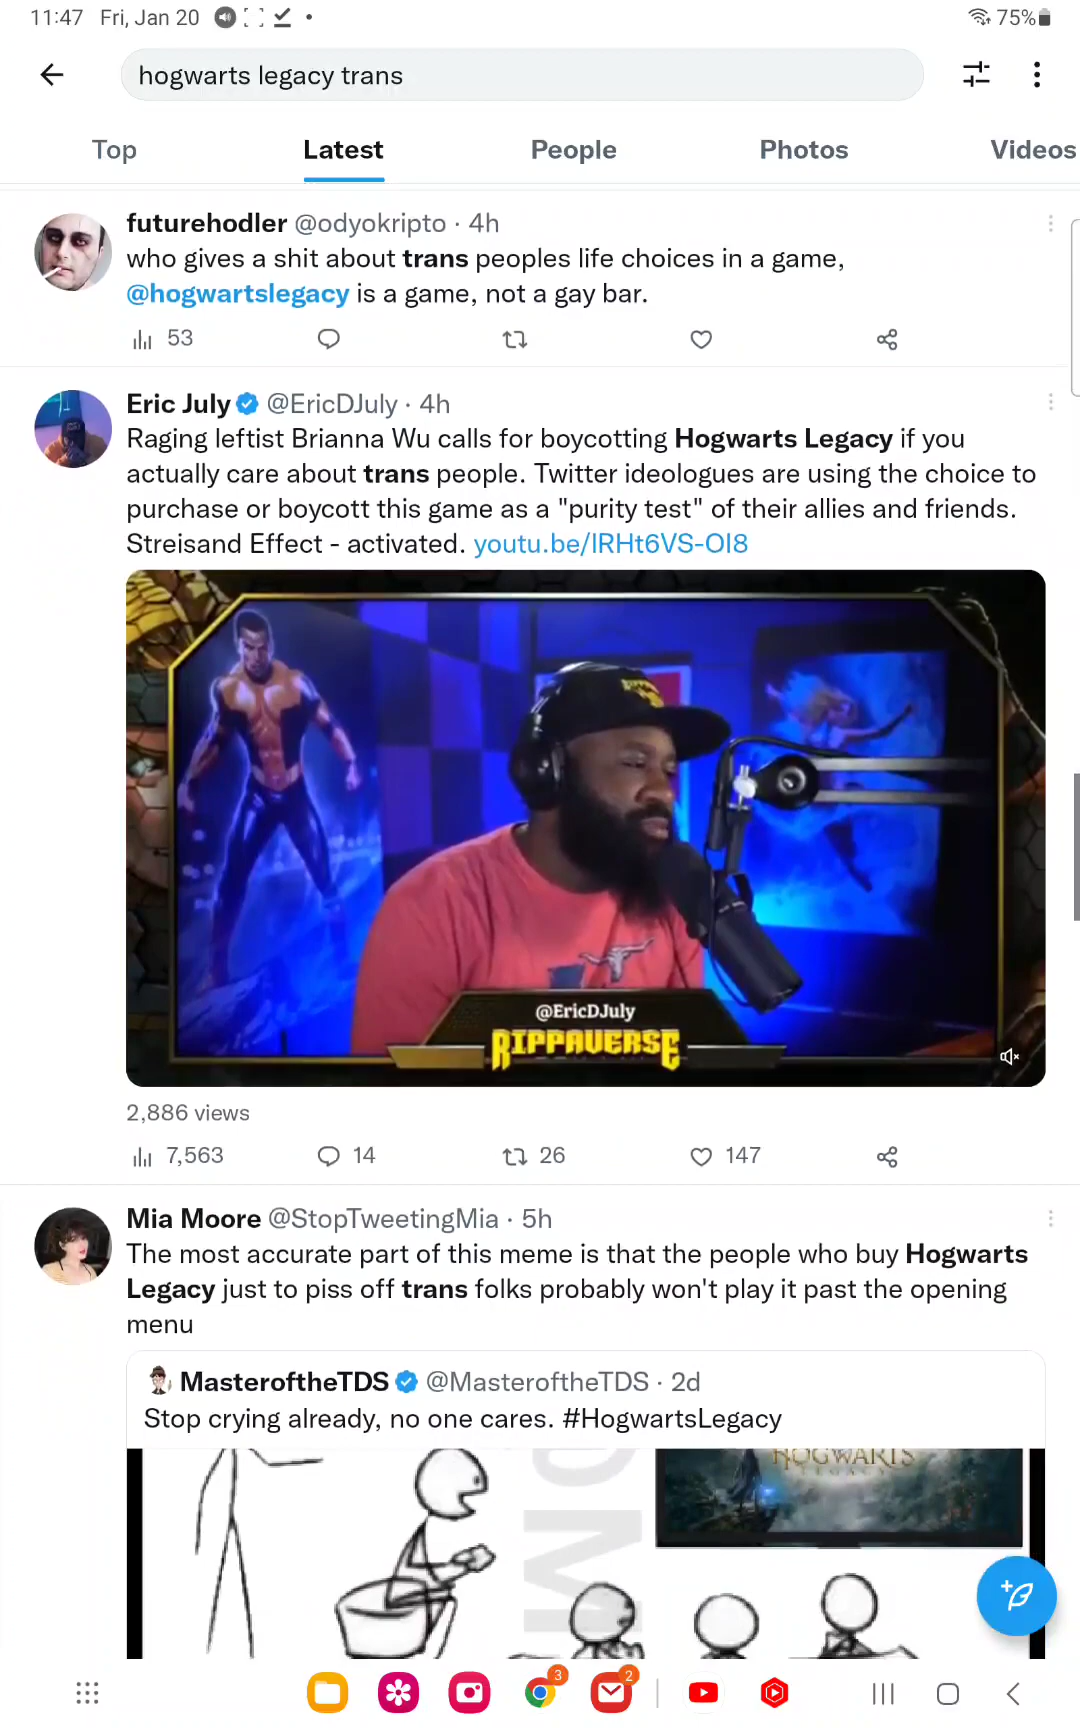 11:47 Fri, Jan 20
75%
hogwarts legacy trans
Top Latest People Photos Videos
futurehodler @odyokripto · 4h
who gives a shit about trans peoples life choices in a game,
@hogwartslegacy is a game, not a gay bar.
53
Eric July @EricDJuly · 4h
Raging leftist Brianna Wu calls for boycotting Hogwarts Legacy if you
actually care about trans people. Twitter ideologues are using the choice to
purchase or boycott this game as a "purity test" of their allies and friends.
Streisand Effect - activated. youtu.be/IRHt6VS-OI8
@EricDJuly
RIPPAVERSE
2,886 views
7,563 14 26 147
Mia Moore @StopTweetingMia · 5h
The most accurate part of this meme is that the people who buy Hogwarts
Legacy just to piss off trans folks probably won't play it past the opening
menu
MasteroftheTDS @MasteroftheTDS · 2d
Stop crying already, no one cares. #HogwartsLegacy
HOGWARTS
LEGACY
3 2